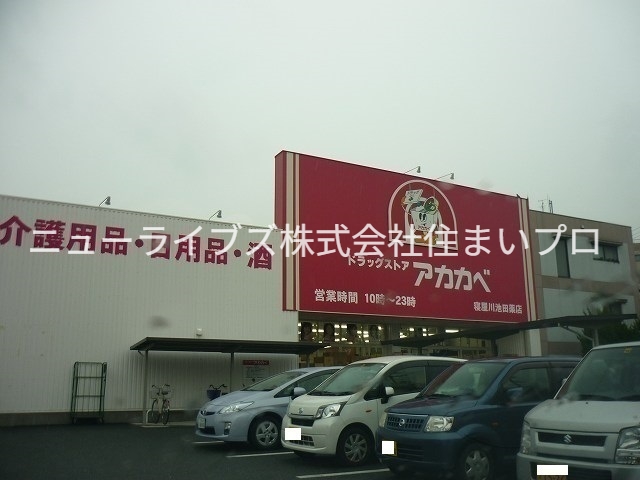 介護用品・日用品・酒
ニューライブズ株式会社住まいプロ
ドラッグストア
アカカベ
営業時間 10時～23時
寝屋川池田薬店